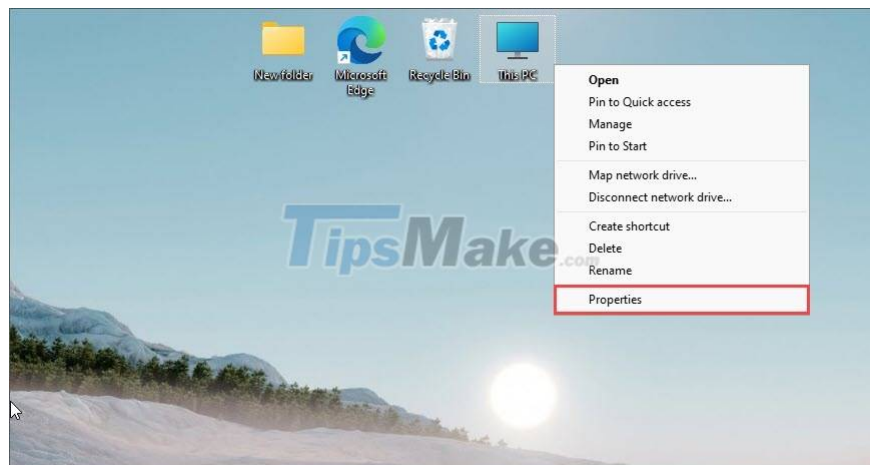 New folder
Microsoft
Edge
Recycle Bin
This PC
Open
Pin to Quick access
Manage
Pin to Start
Map network drive...
Disconnect network drive...
Create shortcut
Delete
Rename
Properties
TipsMake.com